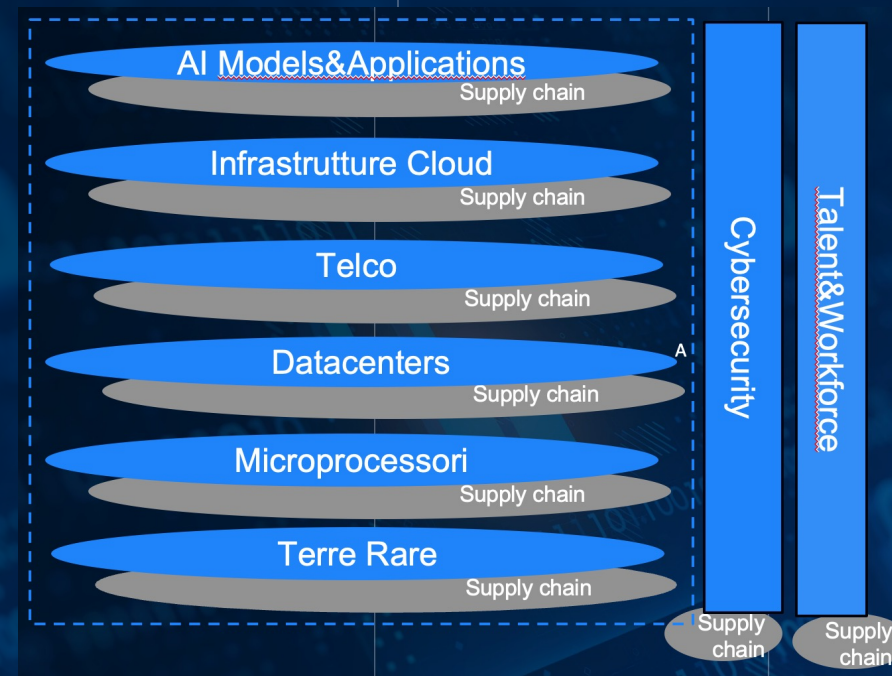 AI Models&Applications
Supply chain
Infrastrutture Cloud
Supply chain
Telco
Supply chain
Datacenters
A
Supply chain
Microprocessori
Supply chain
Terre Rare
Supply chain
Cybersecurity
Supply
chain
Talent&Workforce
Supply
chain